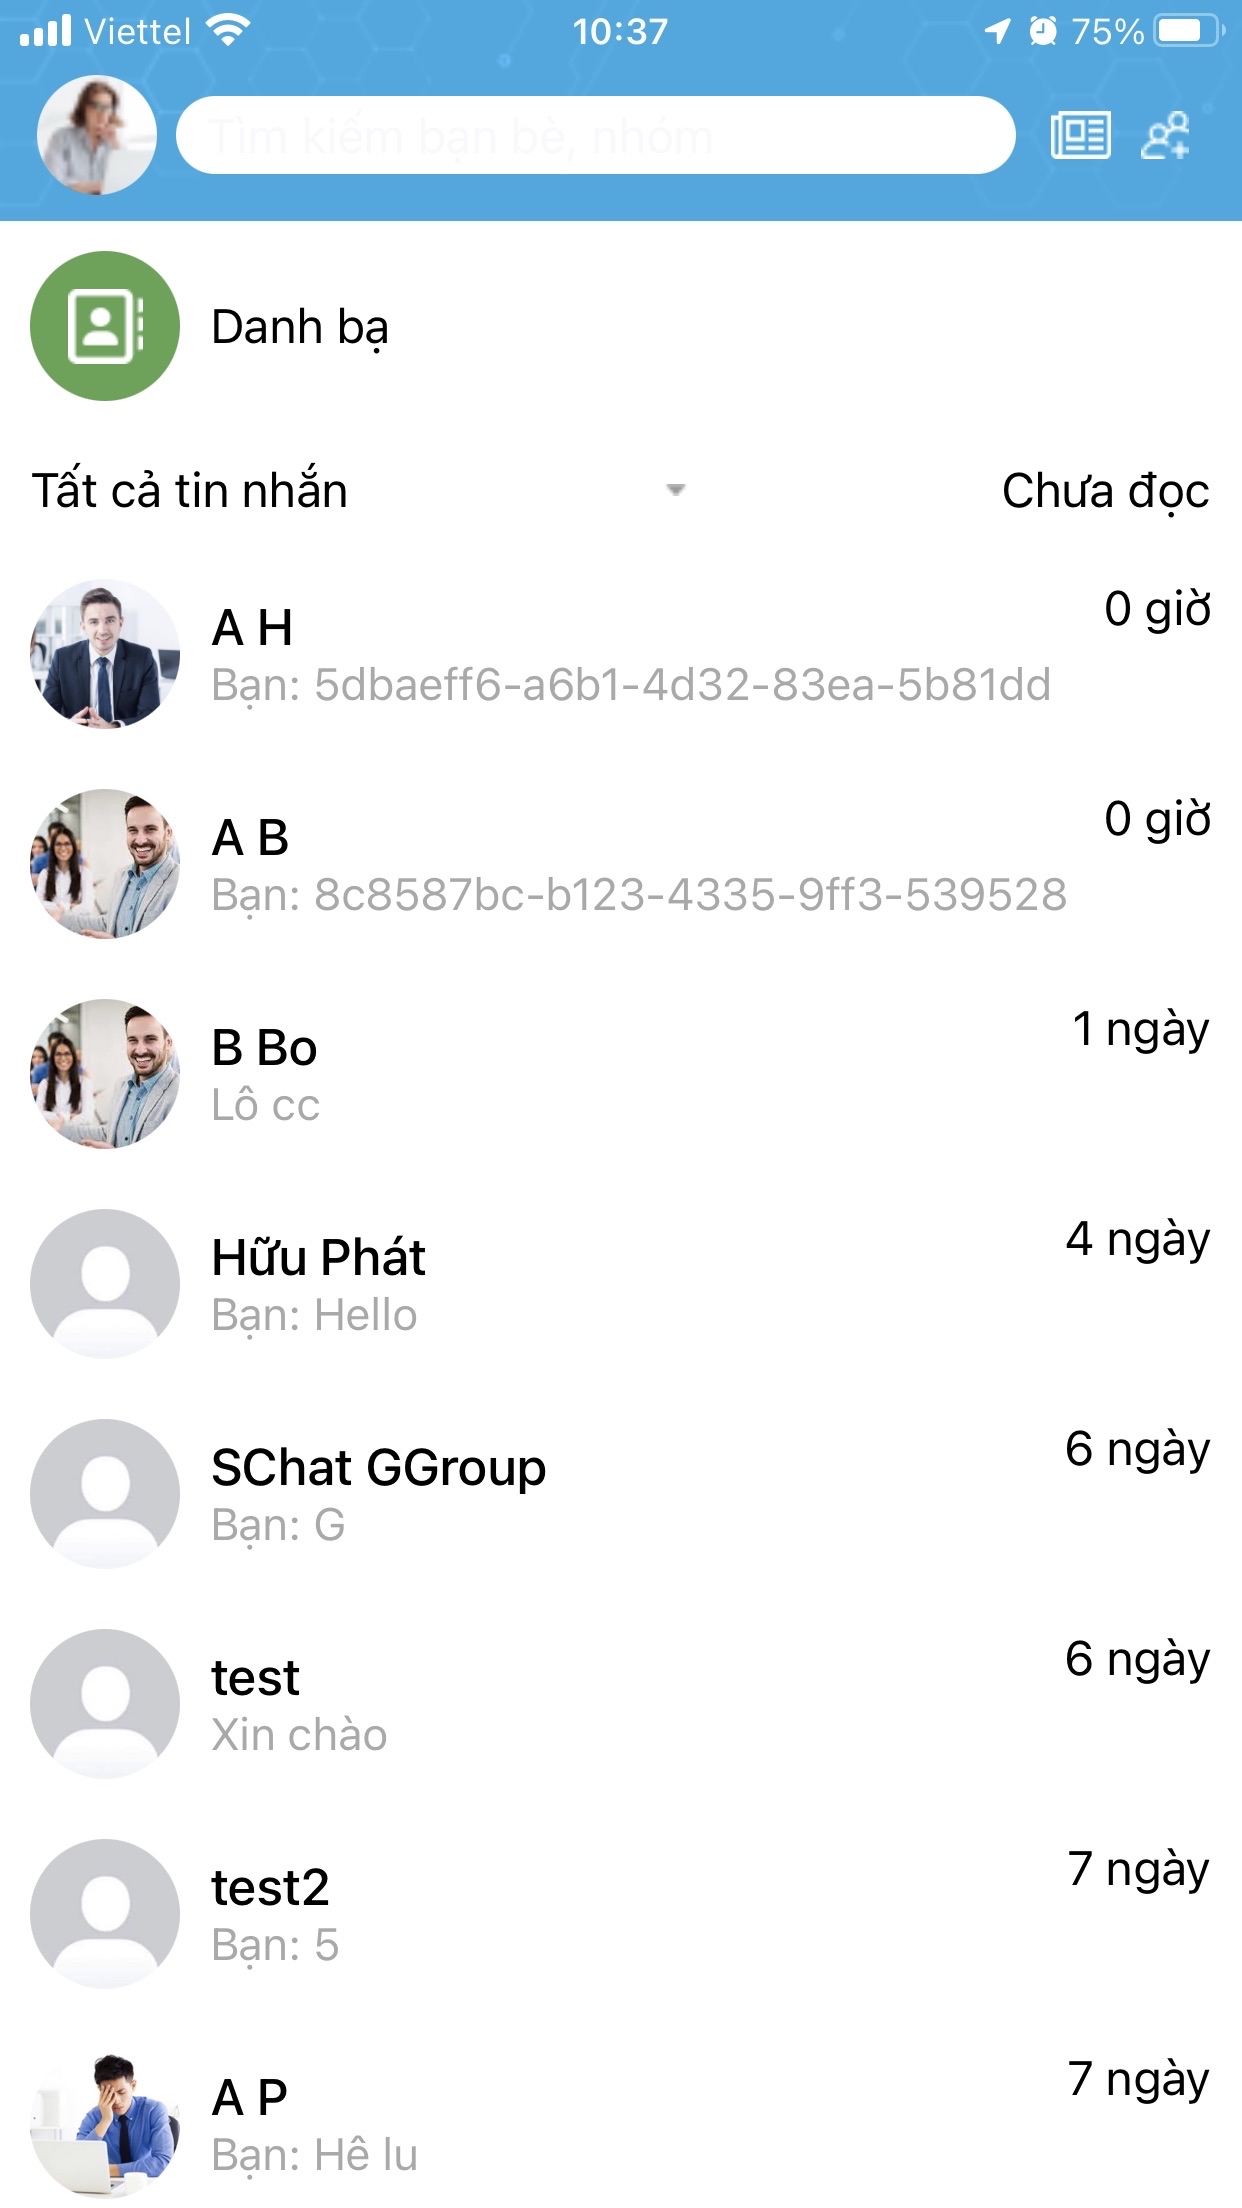 Viettel 10:37 75%
Tìm kiếm bạn bè, nhóm
Danh bạ
Tất cả tin nhắn Chưa đọc
A H 0 giờ
Bạn: 5dbaeff6-a6b1-4d32-83ea-5b81dd
A B 0 giờ
Bạn: 8c8587bc-b123-4335-9ff3-539528
B Bo 1 ngày
Lô cc
Hữu Phát 4 ngày
Bạn: Hello
SChat GGroup 6 ngày
Bạn: G
test 6 ngày
Xin chào
test2 7 ngày
Bạn: 5
A P 7 ngày
Bạn: Hê lu